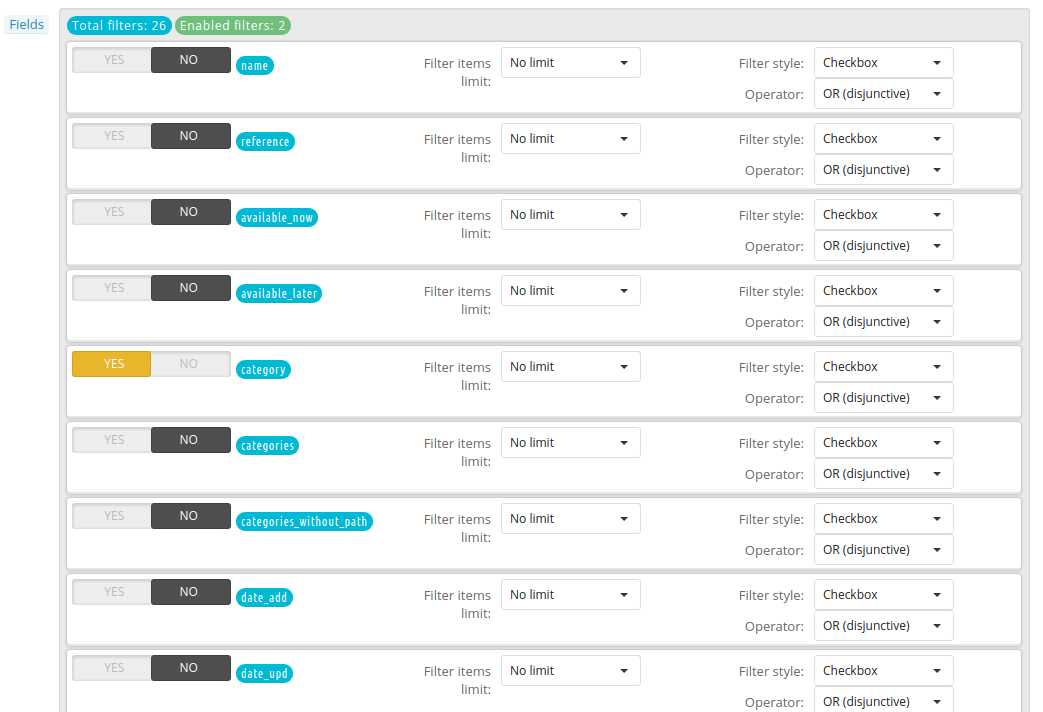 Fields
Total filters: 26 Enabled filters: 2
YES NO name Filter items limit: No limit Filter style: Checkbox
Operator: OR (disjunctive)
YES NO reference Filter items limit: No limit Filter style: Checkbox
Operator: OR (disjunctive)
YES NO available_now Filter items limit: No limit Filter style: Checkbox
Operator: OR (disjunctive)
YES NO available_later Filter items limit: No limit Filter style: Checkbox
Operator: OR (disjunctive)
YES NO category Filter items limit: No limit Filter style: Checkbox
Operator: OR (disjunctive)
YES NO categories Filter items limit: No limit Filter style: Checkbox
Operator: OR (disjunctive)
YES NO categories_without_path Filter items limit: No limit Filter style: Checkbox
Operator: OR (disjunctive)
YES NO date_add Filter items limit: No limit Filter style: Checkbox
Operator: OR (disjunctive)
YES NO date_upd Filter items limit: No limit Filter style: Checkbox
Operator: OR (disjunctive)